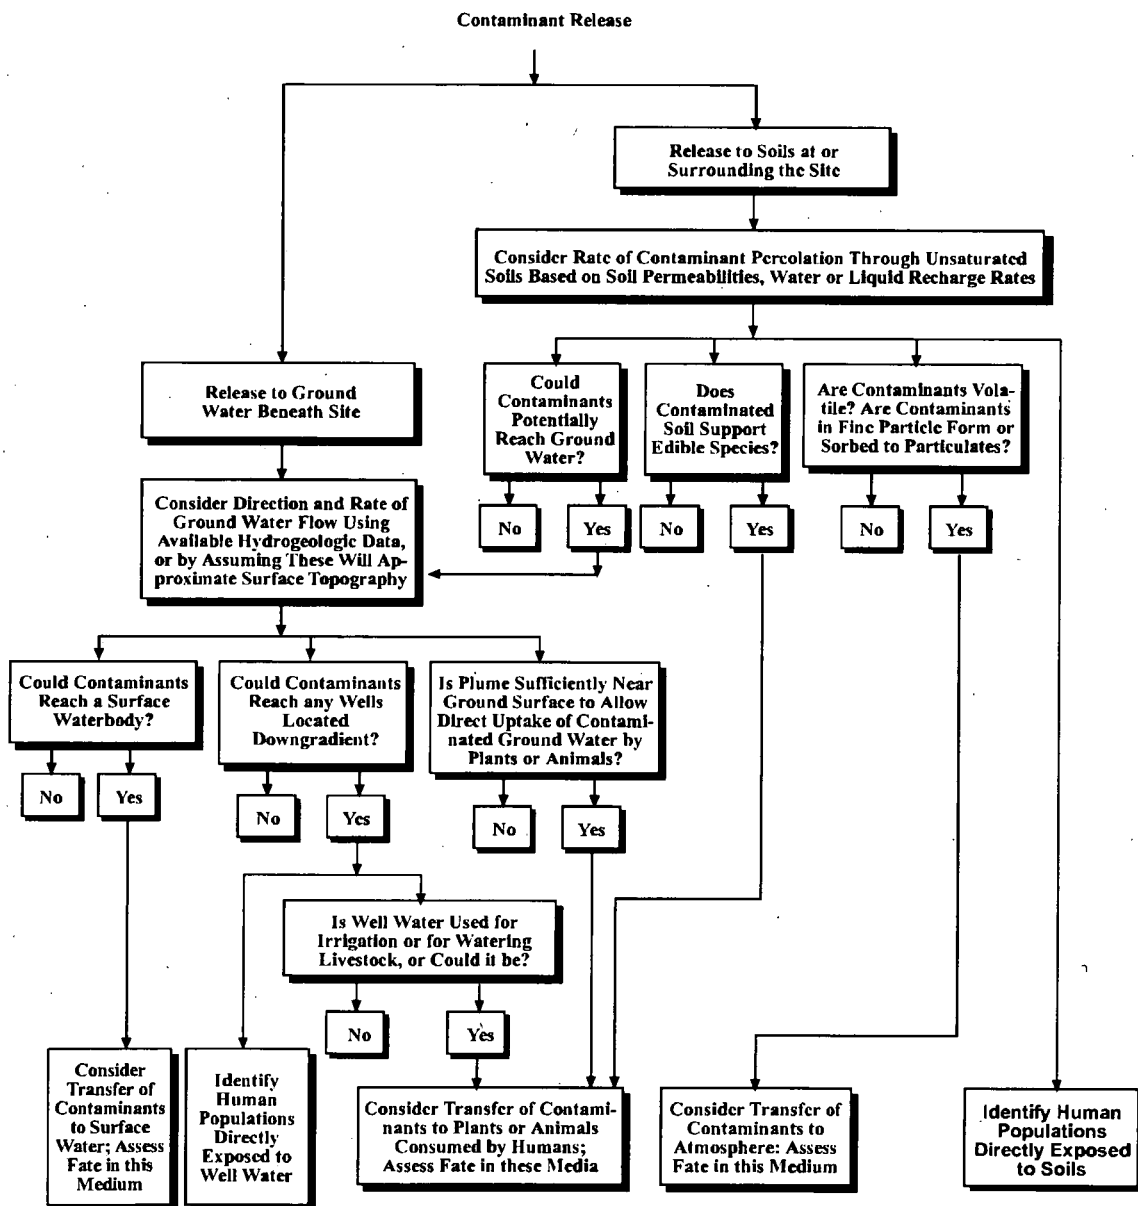 Contaminant Release
Release to Soils at or
Surrounding the Site
Consider Rate of Contaminant Percolation Through Unsaturated
Soils Based on Soil Permeabilities, Water or Liquid Recharge Rates
Release to Ground
Water Beneath Site
Could
Contaminants
Potentially
Reach Ground
Water?
Does
Contaminated
Soil Support
Edible Species?
Are Contaminants Vola-
tile? Are Contaminants
in Fine Particle Form or
Sorbed to Particulates?
No
Yes
No
Yes
No
Yes
Consider Direction and Rate of
Ground Water Flow Using
Available Hydrogeologic Data,
or by Assuming These Will Ap-
proximate Surface Topography
Could Contaminants
Reach a Surface
Waterbody?
Could Contaminants
Reach any Wells
Located
Downgradient?
Is Plume Sufficiently Near
Ground Surface to Allow
Direct Uptake of Contami-
nated Ground Water by
Plants or Animals?
No
Yes
No
Yes
No
Yes
Is Well Water Used for
Irrigation or for Watering
Livestock, or Could it be?
No
Yes
Consider
Transfer of
Contaminants
to Surface
Water; Assess
Fate in this
Medium
Identify
Human
Populations
Directly
Exposed to
Well Water
Consider Transfer of Contami-
nants to Plants or Animals
Consumed by Humans;
Assess Fate in these Media
Consider Transfer of
Contaminants to
Atmosphere: Assess
Fate in this Medium
Identify Human
Populations
Directly Exposed
to Soils